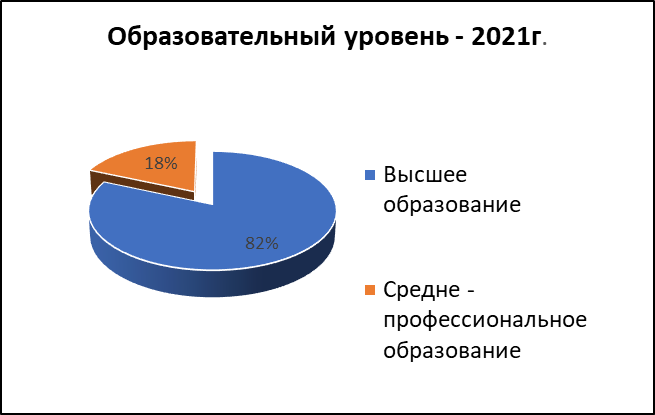 Образовательный уровень - 2021г.
18%
82%
Высшее
образование
Средне -
профессиональное
образование